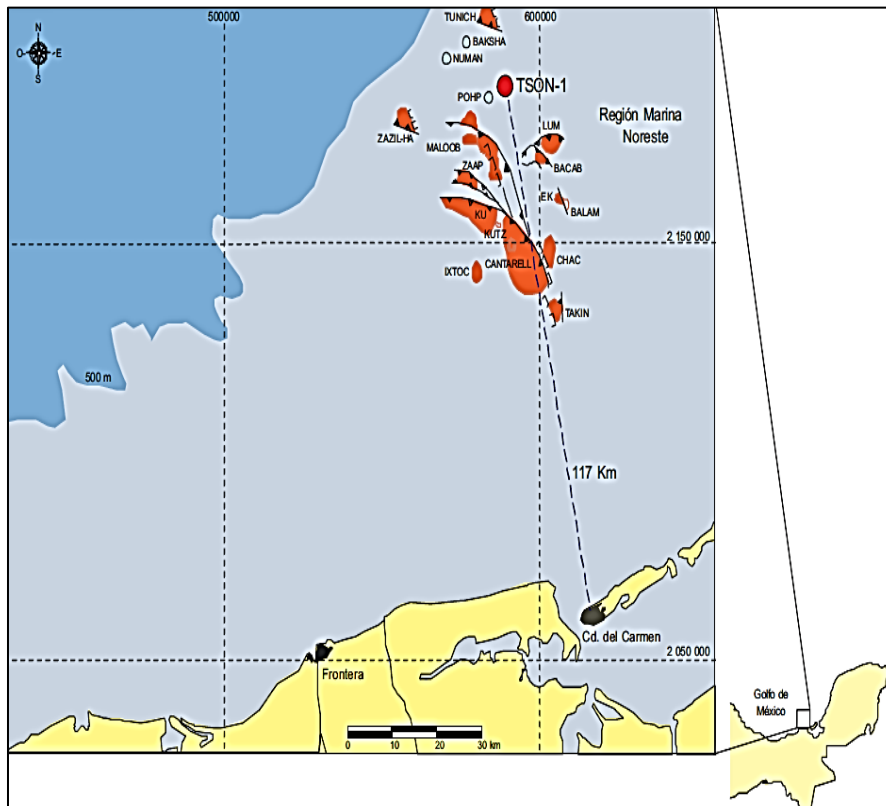 500000
600000
N
O
E
S
TUNICH
BAKSHA
NUMAN
TSON-1
POHP
Región Marina
Noreste
ZAZIL-HA
MALOOB
LUM
BACAB
ZAAP
EK
BALAM
KU
KUTZ
2 150 000
CANTARELL
CHAC
IXTOC
TAKIN
500 m
117 Km
Cd. del Carmen
2 050 000
Frontera
Golfo de
México
0 10 20 30 km